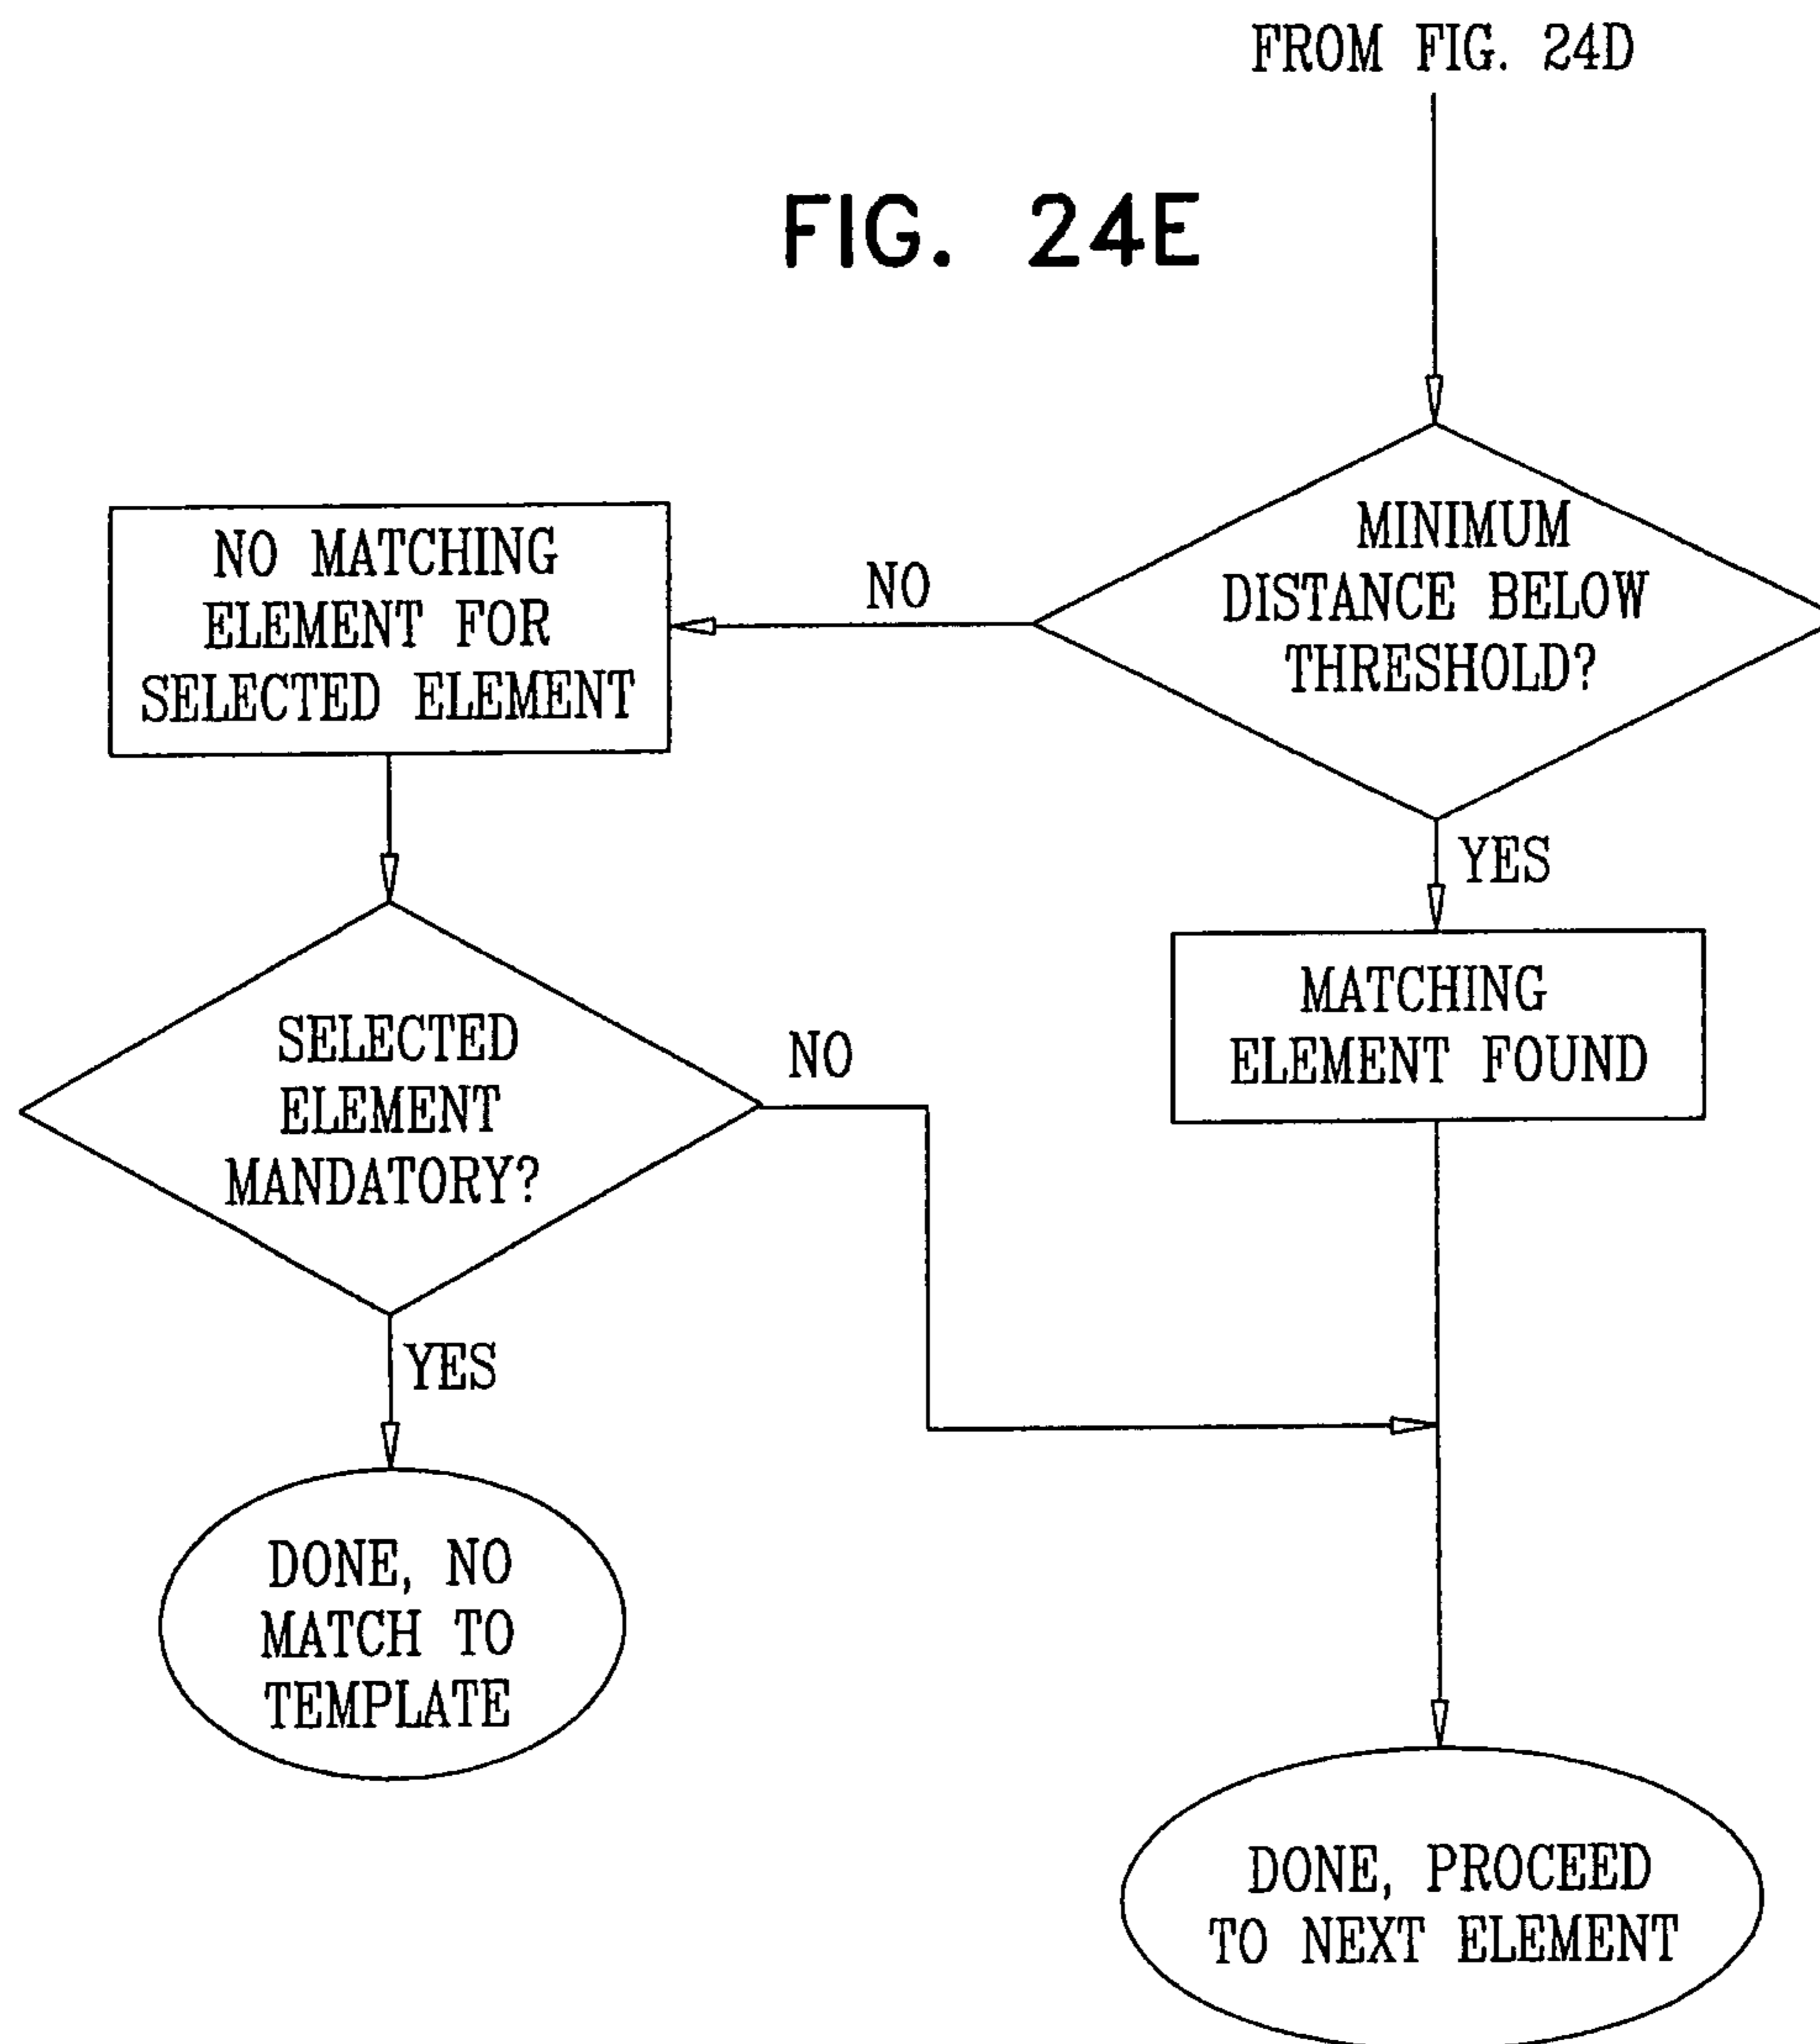 FROM FIG. 24D
FIG. 24E
MINIMUM
DISTANCE BELOW
THRESHOLD?
NO
NO MATCHING
ELEMENT FOR
SELECTED ELEMENT
YES
MATCHING
ELEMENT FOUND
SELECTED
ELEMENT
MANDATORY?
NO
YES
DONE, NO
MATCH TO
TEMPLATE
DONE, PROCEED
TO NEXT ELEMENT